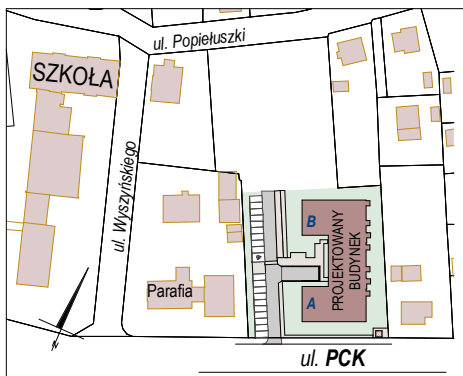 ul. Popiełuszki
SZKOŁA
ul. Wyszyńskiego
B
PROJEKTOWANY
BUDYNEK
A
Parafia
N
ul. PCK